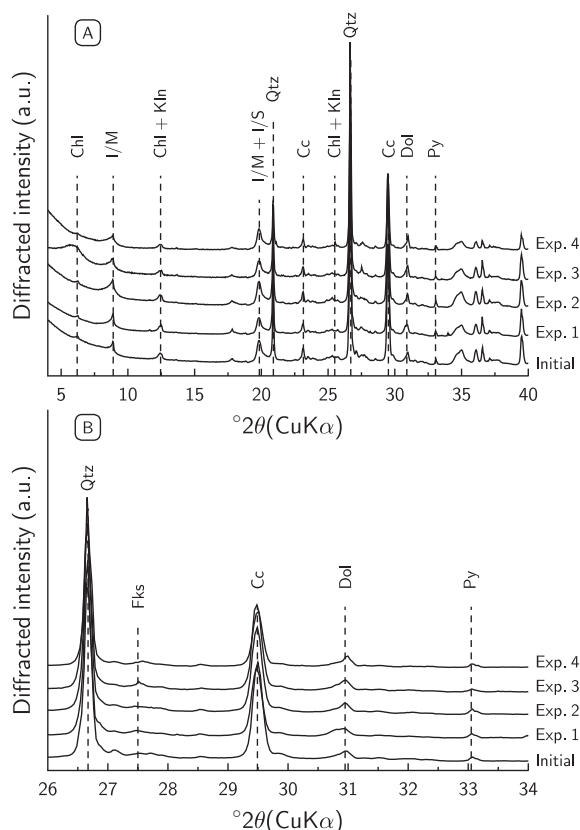 A
Diffracted intensity (a.u.)
Chl
I/M
Chl + Kln
I/M + I/S
Qtz
Cc
Chl + Kln
Qtz
Cc
Dol
Py
Exp. 4
Exp. 3
Exp. 2
Exp. 1
Initial
5 10 15 20 25 30 35 40
°2θ(CuKα)
B
Diffracted intensity (a.u.)
Qtz
Fks
Cc
Dol
Py
Exp. 4
Exp. 3
Exp. 2
Exp. 1
Initial
26 27 28 29 30 31 32 33 34
°2θ(CuKα)